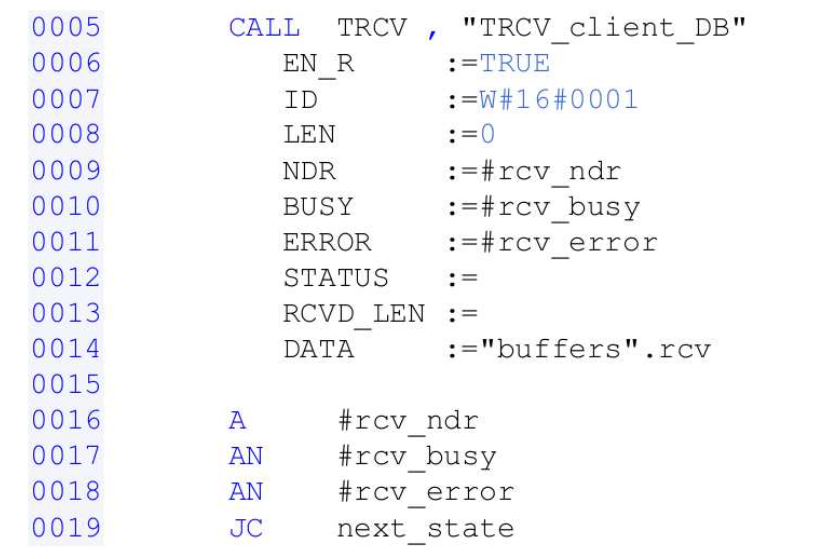 0005 CALL TRCV , "TRCV_client_DB"
0006 EN_R :=TRUE
0007 ID :=W#16#0001
0008 LEN :=0
0009 NDR :=#rcv_ndr
0010 BUSY :=#rcv_busy
0011 ERROR :=#rcv_error
0012 STATUS :=
0013 RCVD_LEN :=
0014 DATA :="buffers".rcv
0015
0016 A #rcv_ndr
0017 AN #rcv_busy
0018 AN #rcv_error
0019 JC next_state